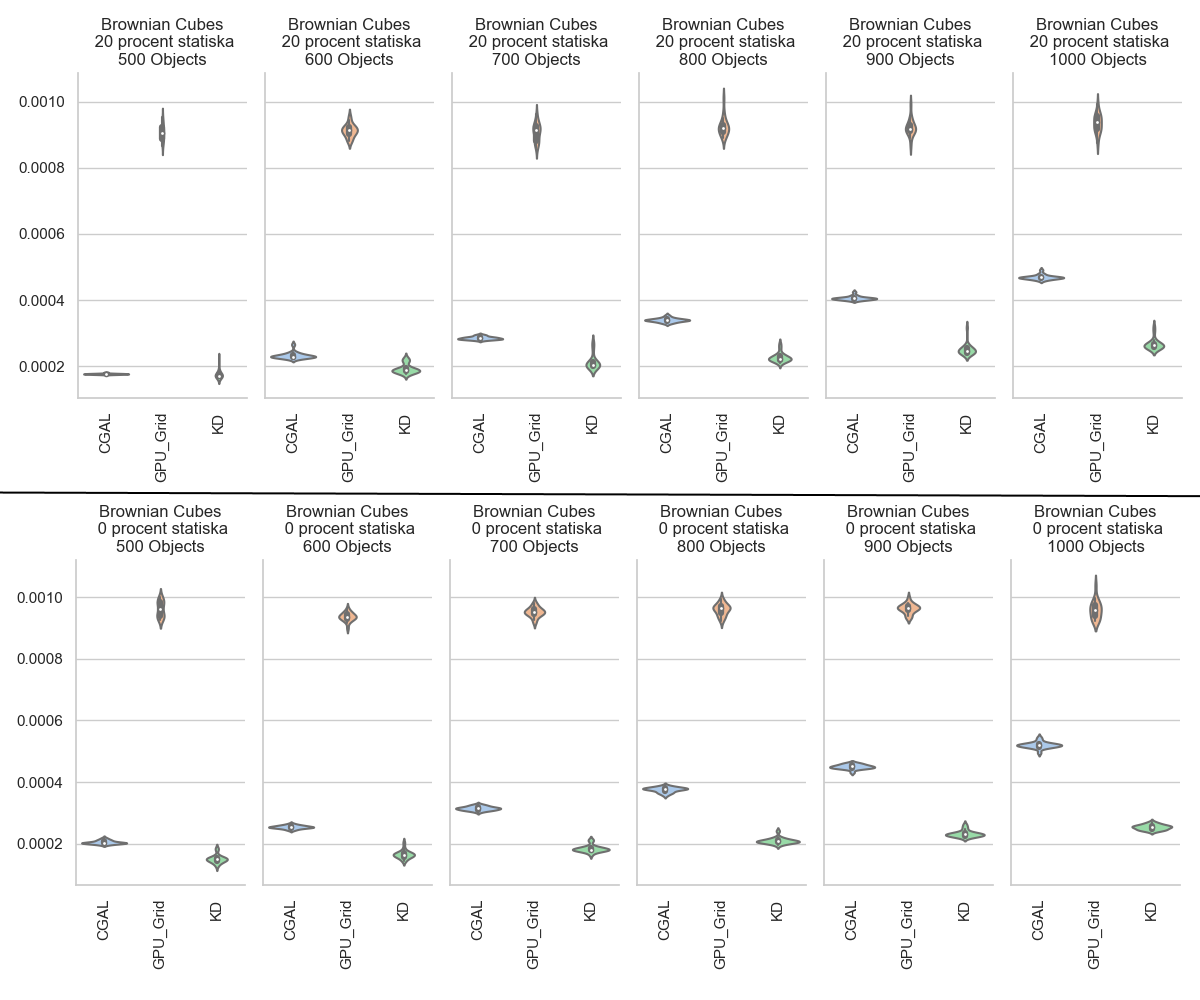 Brownian Cubes
20 procent statiska
500 Objects
Brownian Cubes
20 procent statiska
600 Objects
Brownian Cubes
20 procent statiska
700 Objects
Brownian Cubes
20 procent statiska
800 Objects
Brownian Cubes
20 procent statiska
900 Objects
Brownian Cubes
20 procent statiska
1000 Objects
0.0010
0.0008
0.0006
0.0004
0.0002
CGAL
GPU_Grid
KD
CGAL
GPU_Grid
KD
CGAL
GPU_Grid
KD
CGAL
GPU_Grid
KD
CGAL
GPU_Grid
KD
CGAL
GPU_Grid
KD
Brownian Cubes
0 procent statiska
500 Objects
Brownian Cubes
0 procent statiska
600 Objects
Brownian Cubes
0 procent statiska
700 Objects
Brownian Cubes
0 procent statiska
800 Objects
Brownian Cubes
0 procent statiska
900 Objects
Brownian Cubes
0 procent statiska
1000 Objects
0.0010
0.0008
0.0006
0.0004
0.0002
CGAL
GPU_Grid
KD
CGAL
GPU_Grid
KD
CGAL
GPU_Grid
KD
CGAL
GPU_Grid
KD
CGAL
GPU_Grid
KD
CGAL
GPU_Grid
KD